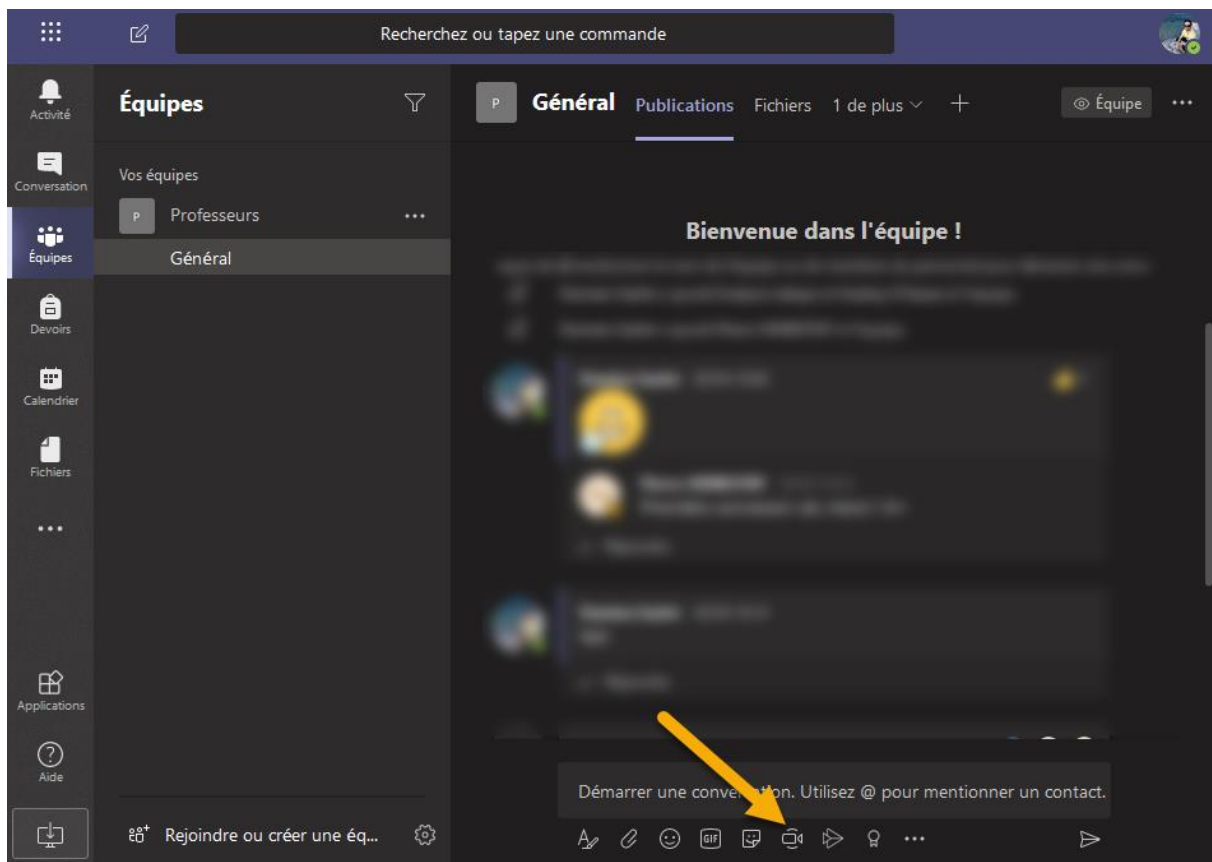 Recherchez ou tapez une commande
Activité
Conversation
Équipes
Devoirs
Calendrier
Fichiers
Applications
Aide
Équipes
Vos équipes
P Professeurs
Général
Rejoindre ou créer une éq...
P Général Publications Fichiers 1 de plus + Équipe
Bienvenue dans l'équipe !
Démarrer une conversation. Utilisez @ pour mentionner un contact.
GIF